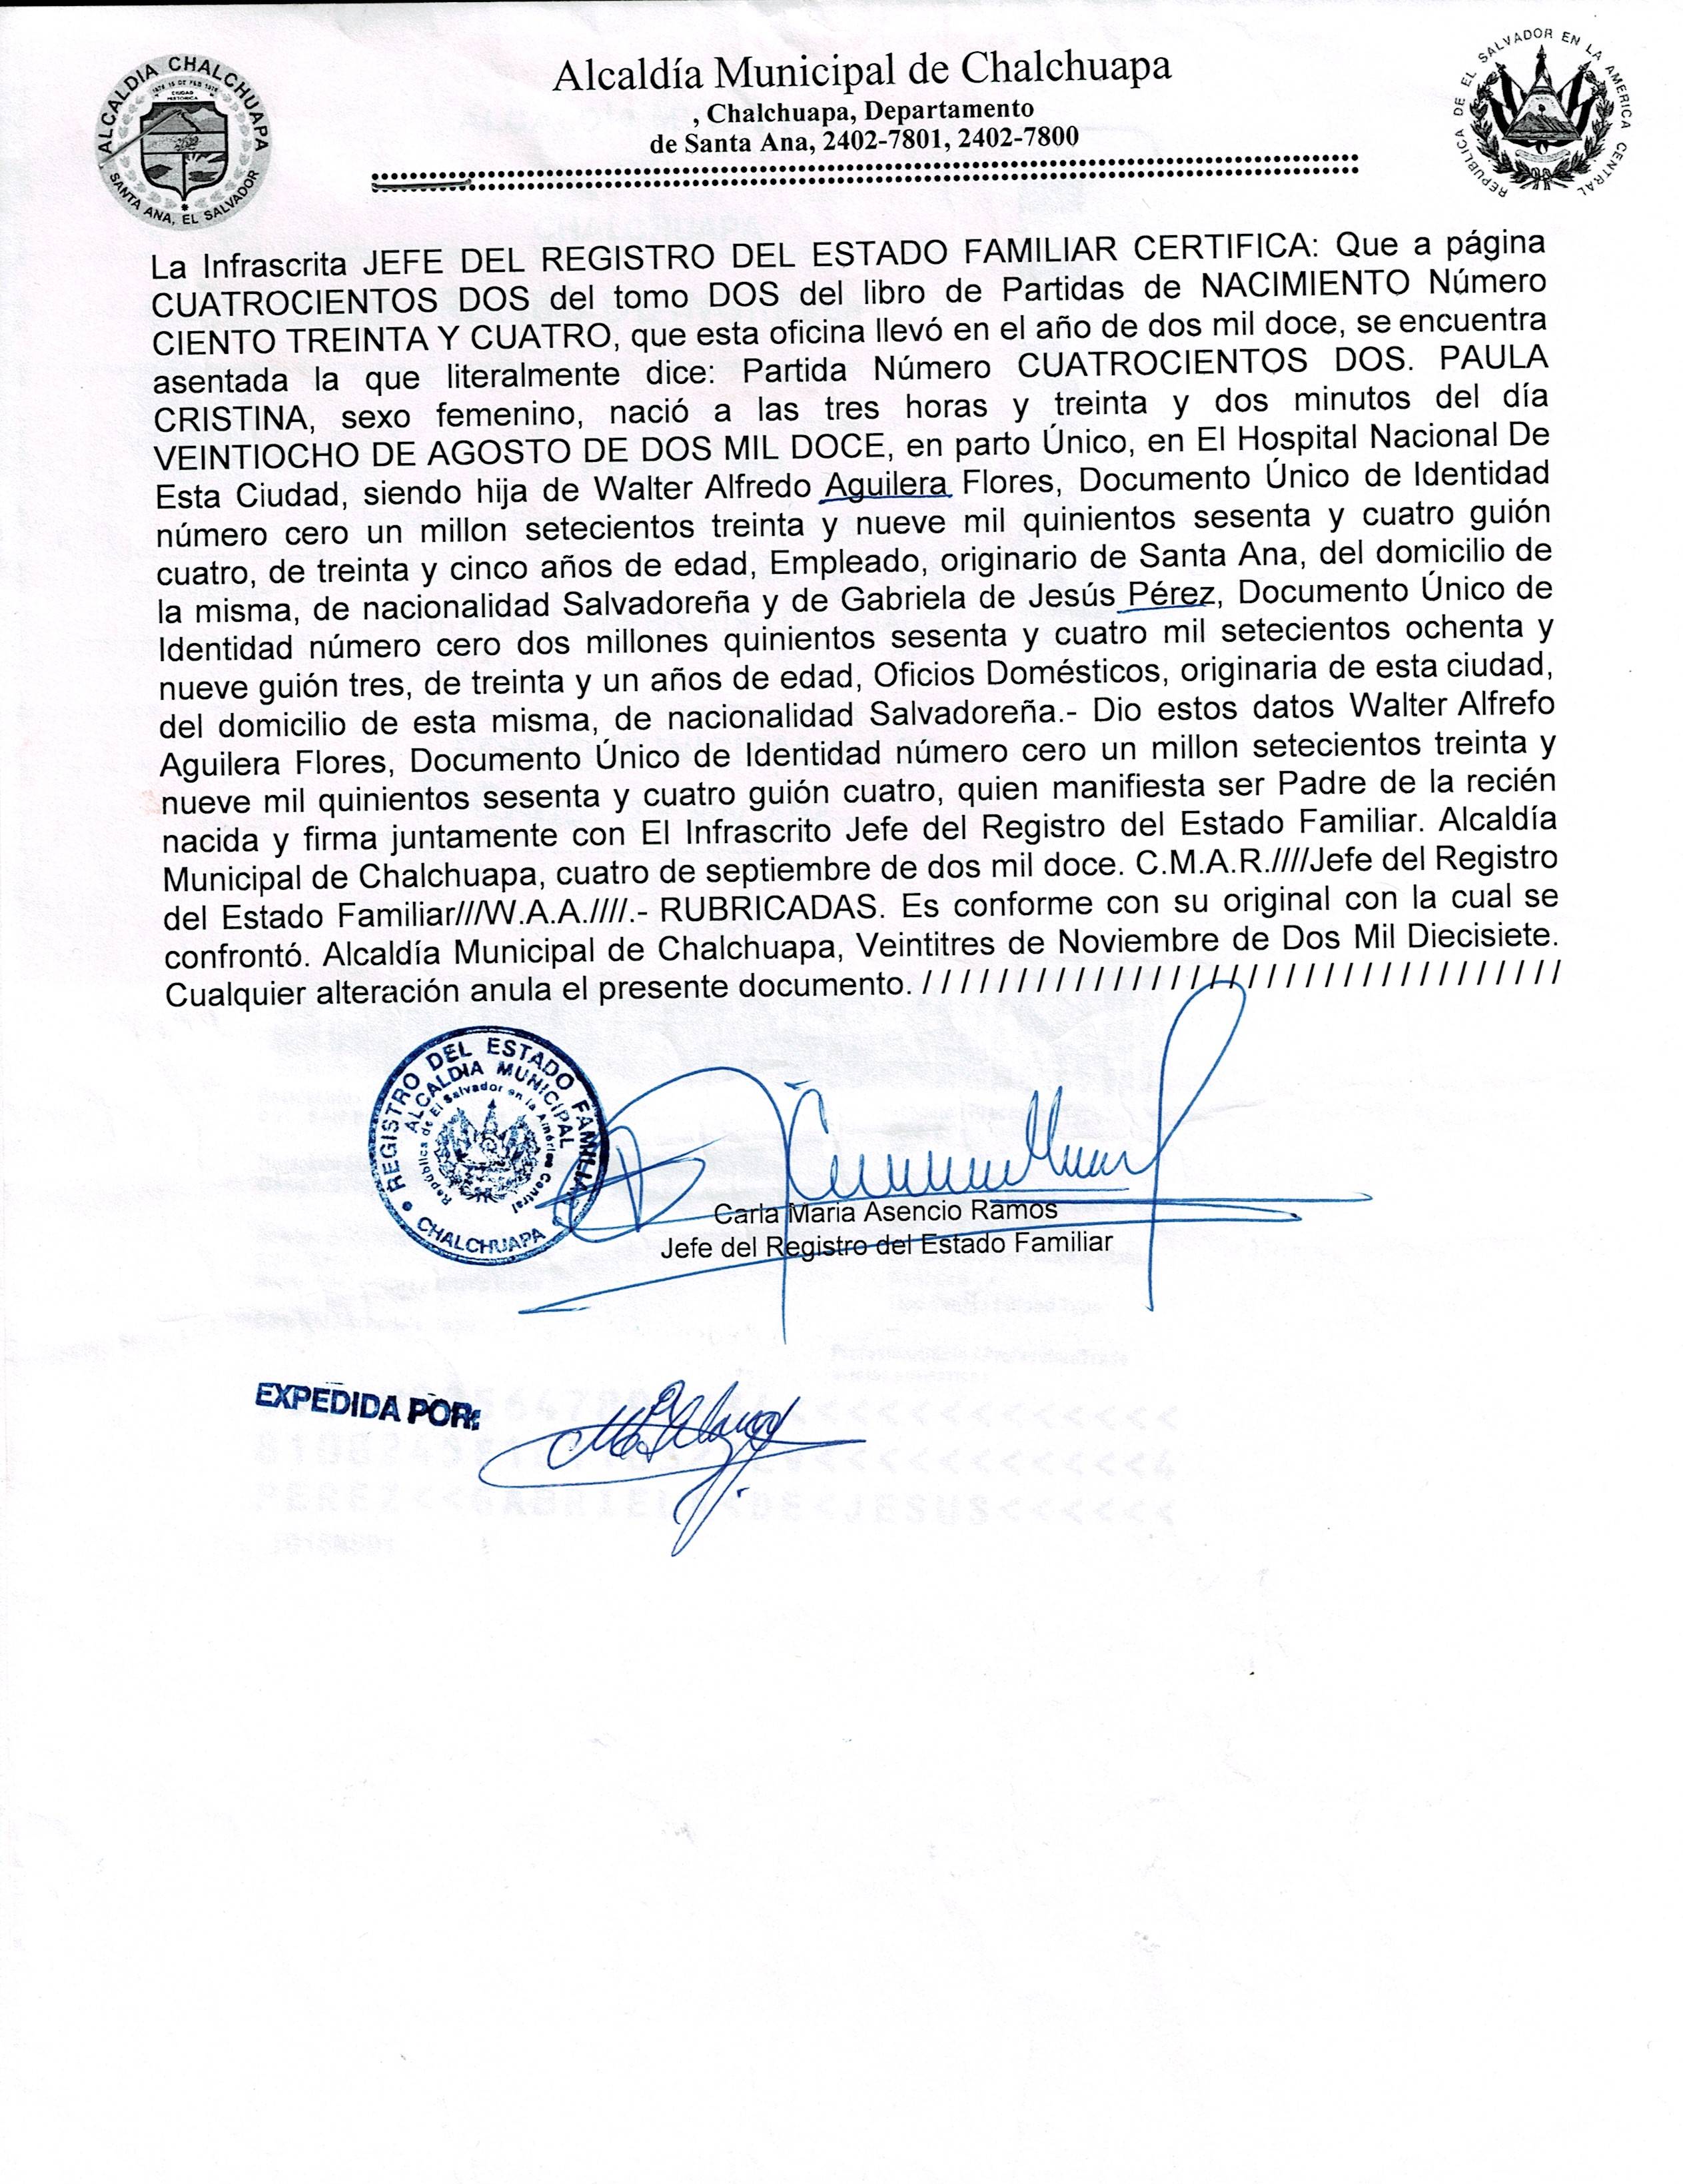 ALCALDIA CHALCHUAPA
CIUDAD
HISTORICA
SANTA ANA, EL SALVADOR
Alcaldía Municipal de Chalchuapa
, Chalchuapa, Departamento
de Santa Ana, 2402-7801, 2402-7800
REPUBLICA DE EL SALVADOR EN LA AMERICA CENTRAL
La Infrascrita JEFE DEL REGISTRO DEL ESTADO FAMILIAR CERTIFICA: Que a página
CUATROCIENTOS DOS del tomo DOS del libro de Partidas de NACIMIENTO Número
CIENTO TREINTA Y CUATRO, que esta oficina llevó en el año de dos mil doce, se encuentra
asentada la que literalmente dice: Partida Número CUATROCIENTOS DOS. PAULA
CRISTINA, sexo femenino, nació a las tres horas y treinta y dos minutos del día
VEINTIOCHO DE AGOSTO DE DOS MIL DOCE, en parto Único, en El Hospital Nacional De
Esta Ciudad, siendo hija de Walter Alfredo Aguilera Flores, Documento Único de Identidad
número cero un millon setecientos treinta y nueve mil quinientos sesenta y cuatro guión
cuatro, de treinta y cinco años de edad, Empleado, originario de Santa Ana, del domicilio de
la misma, de nacionalidad Salvadoreña y de Gabriela de Jesús Pérez, Documento Único de
Identidad número cero dos millones quinientos sesenta y cuatro mil setecientos ochenta y
nueve guión tres, de treinta y un años de edad, Oficios Domésticos, originaria de esta ciudad,
del domicilio de esta misma, de nacionalidad Salvadoreña.- Dio estos datos Walter Alfrefo
Aguilera Flores, Documento Único de Identidad número cero un millon setecientos treinta y
nueve mil quinientos sesenta y cuatro guión cuatro, quien manifiesta ser Padre de la recién
nacida y firma juntamente con El Infrascrito Jefe del Registro del Estado Familiar. Alcaldía
Municipal de Chalchuapa, cuatro de septiembre de dos mil doce. C.M.A.R.////Jefe del Registro
del Estado Familiar///W.A.A.////.- RUBRICADAS. Es conforme con su original con la cual se
confrontó. Alcaldía Municipal de Chalchuapa, Veintitres de Noviembre de Dos Mil Diecisiete.
Cualquier alteración anula el presente documento. / / / / / / / / / / / / / / / / / / / / / / / / / / / / / / / / / /
REGISTRO DEL ESTADO FAMILIAR
ALCALDIA MUNICIPAL
República de El Salvador en la América Central
CHALCHUAPA
Carla Maria Asencio Ramos
Jefe del Registro del Estado Familiar
EXPEDIDA POR:
PEREZ<<GABRIELA<DE<JESUS<<<<<<